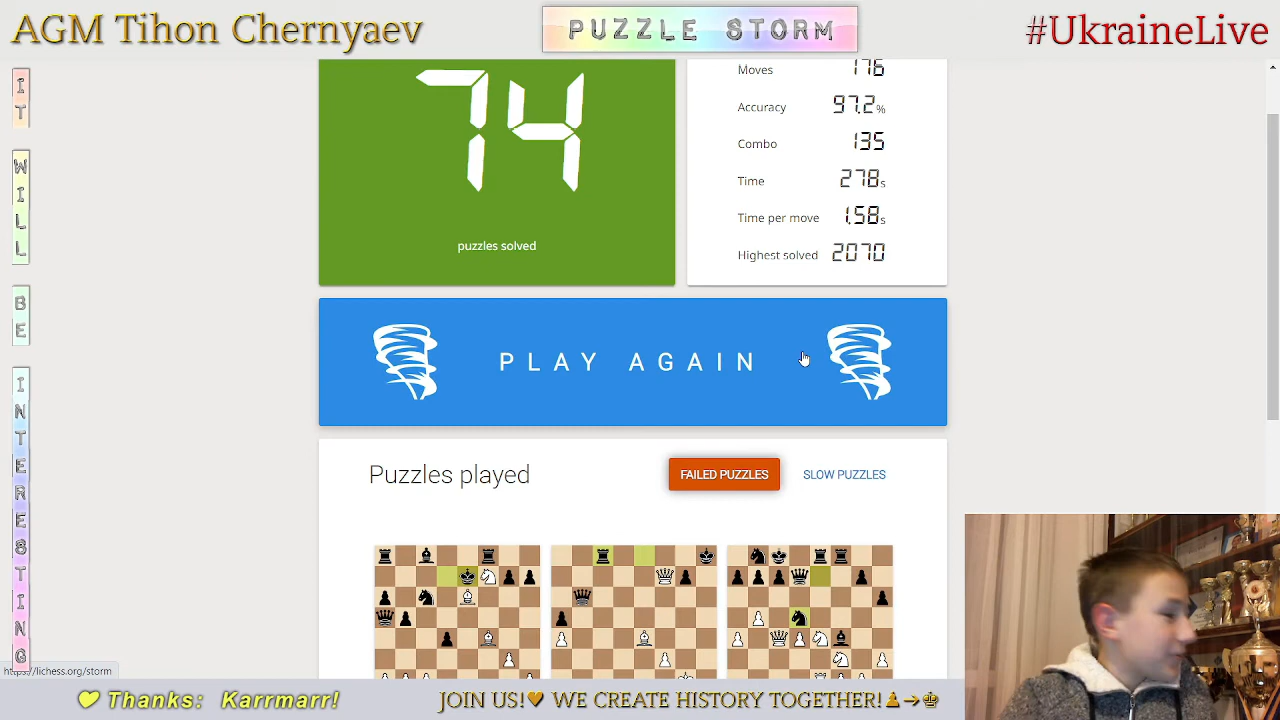 AGM Tihon Chernyaev
PUZZLE STORM
#UkraineLive
IT
WILL
BE
INTERESTING
74
puzzles solved
Moves 176
Accuracy 97.2%
Combo 135
Time 278s
Time per move 1.58s
Highest solved 2070
PLAY AGAIN
Puzzles played
FAILED PUZZLES
SLOW PUZZLES
https://lichess.org/storm
Thanks: Karrmarr!
JOIN US! WE CREATE HISTORY TOGETHER!